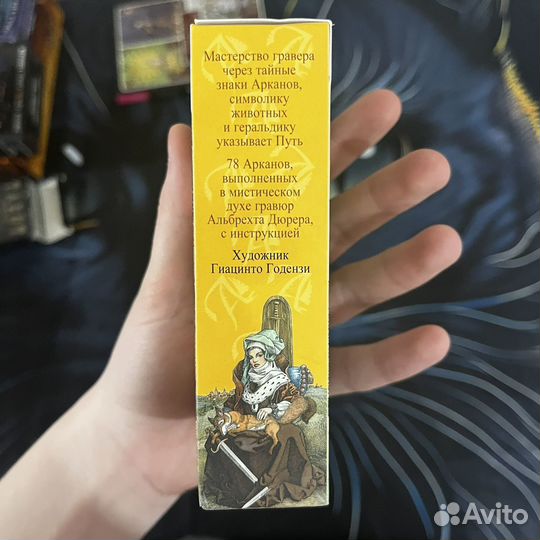 Мастерство гравера
через тайные
знаки Арканов,
символику
животных
и геральдику
указывает Путь
78 Арканов,
выполненных
в мистическом
духе гравюр
Альбрехта Дюрера,
с инструкцией
Художник
Гиацинто Годензи
Avito